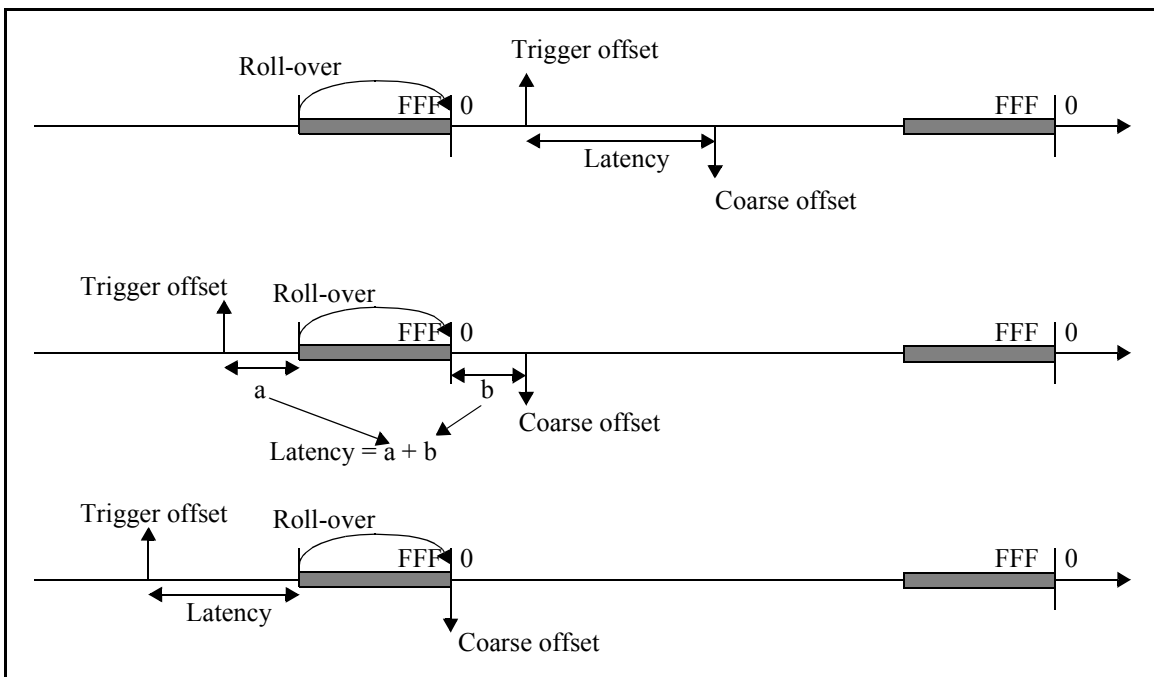 Trigger offset
Roll-over
FFF 0 FFF 0
Latency
Coarse offset
Trigger offset Roll-over
FFF 0 FFF 0
a b
Coarse offset
Latency = a + b
Trigger offset Roll-over
FFF 0 FFF 0
Latency
Coarse offset